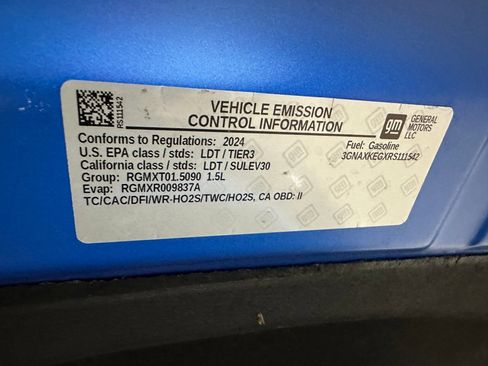 RS111542
VEHICLE EMISSION
CONTROL INFORMATION
gm
GENERAL
MOTORS
LLC
Conforms to Regulations: 2024
Fuel: Gasoline
U.S. EPA class / stds: LDT / TIER3
3GNAXKEGXRS111542
California class / stds: LDT / SULEV30
Group: RGMXT01.5090 1.5L
Evap: RGMXR009837A
TC/CAC/DFI/WR-HO2S/TWC/HO2S, CA OBD: II